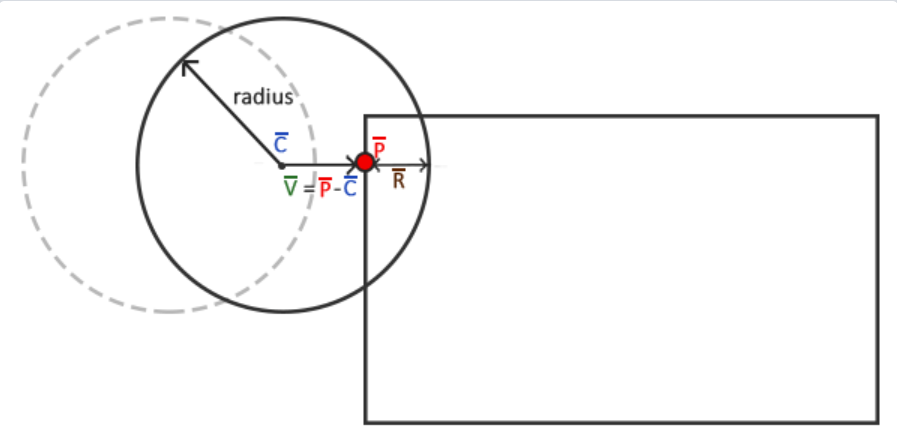 radius
C̅
P̅
V̅ = P̅ - C̅
R̅